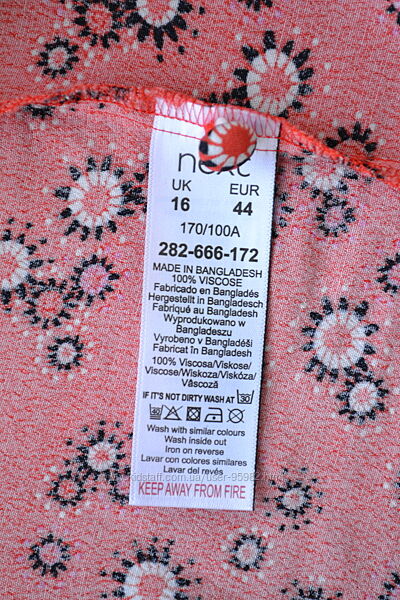 next
UK EUR
16 44
170/100A
282-666-172
MADE IN BANGLADESH
100% VISCOSE
Fabricado en Bangladés
Hergestellt in Bangladesch
Fabriqué au Bangladesh
Wyprodukowano w
Bangladeszu
Vyrobeno v Bangladéši
Fabricat în Bangladesh
100% Viscosa/Viskose/
Viscose/Wiskoza/Viskóza/
Vâscoză
IF IT'S NOT DIRTY WASH AT 30
40
Wash with similar colours
Wash inside out
Iron on reverse
Lavar con colores similares
Lavar del revés
KEEP AWAY FROM FIRE